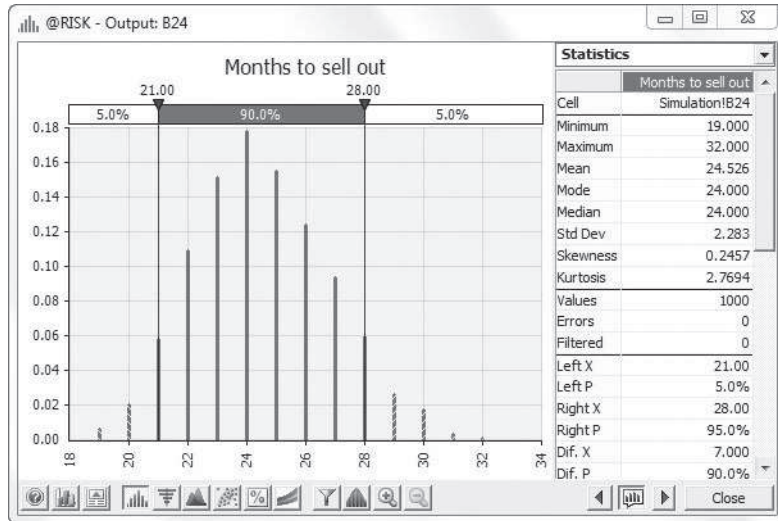 @RISK - Output: B24
Months to sell out
21.00 28.00
5.0% 90.0% 5.0%
0.18
0.16
0.14
0.12
0.10
0.08
0.06
0.04
0.02
0.00
18 20 22 24 26 28 30 32 34
Statistics
Months to sell out
Cell Simulation!B24
Minimum 19.000
Maximum 32.000
Mean 24.526
Mode 24.000
Median 24.000
Std Dev 2.283
Skewness 0.2457
Kurtosis 2.7694
Values 1000
Errors 0
Filtered 0
Left X 21.00
Left P 5.0%
Right X 28.00
Right P 95.0%
Dif. X 7.000
Dif. P 90.0%
Close